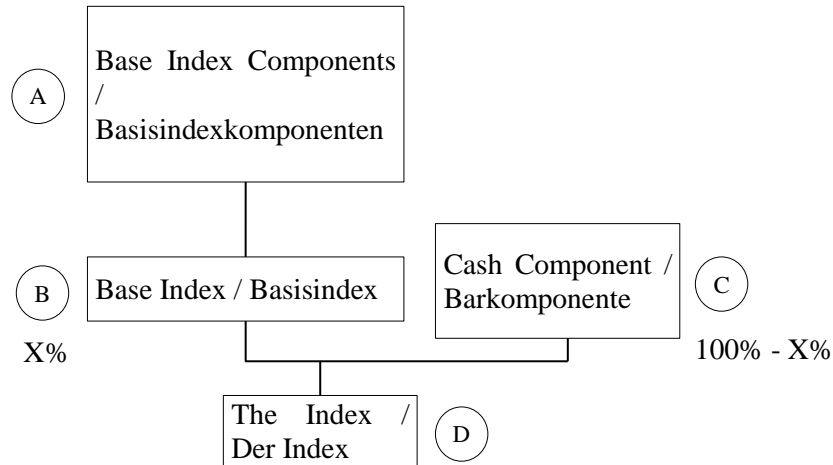 Base Index Components
/
Basisindexkomponenten
A
Base Index / Basisindex
B
X%
Cash Component /
Barkomponente
C
100% - X%
The Index /
Der Index
D